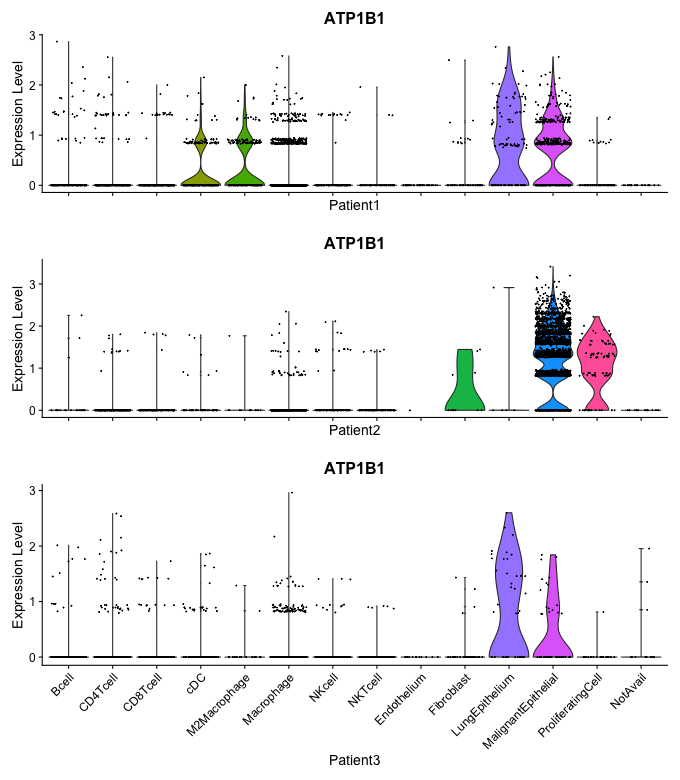 ATP1B1
Expression Level
3
2
1
0
Patient1
ATP1B1
Expression Level
3
2
1
0
Patient2
ATP1B1
Expression Level
3
2
1
0
Bcell
CD4Tcell
CD8Tcell
cDC
M2Macrophage
Macrophage
NKcell
NKTcell
Endothelium
Fibroblast
LungEpithelium
MalignantEpithelial
ProliferatingCell
NotAvail
Patient3